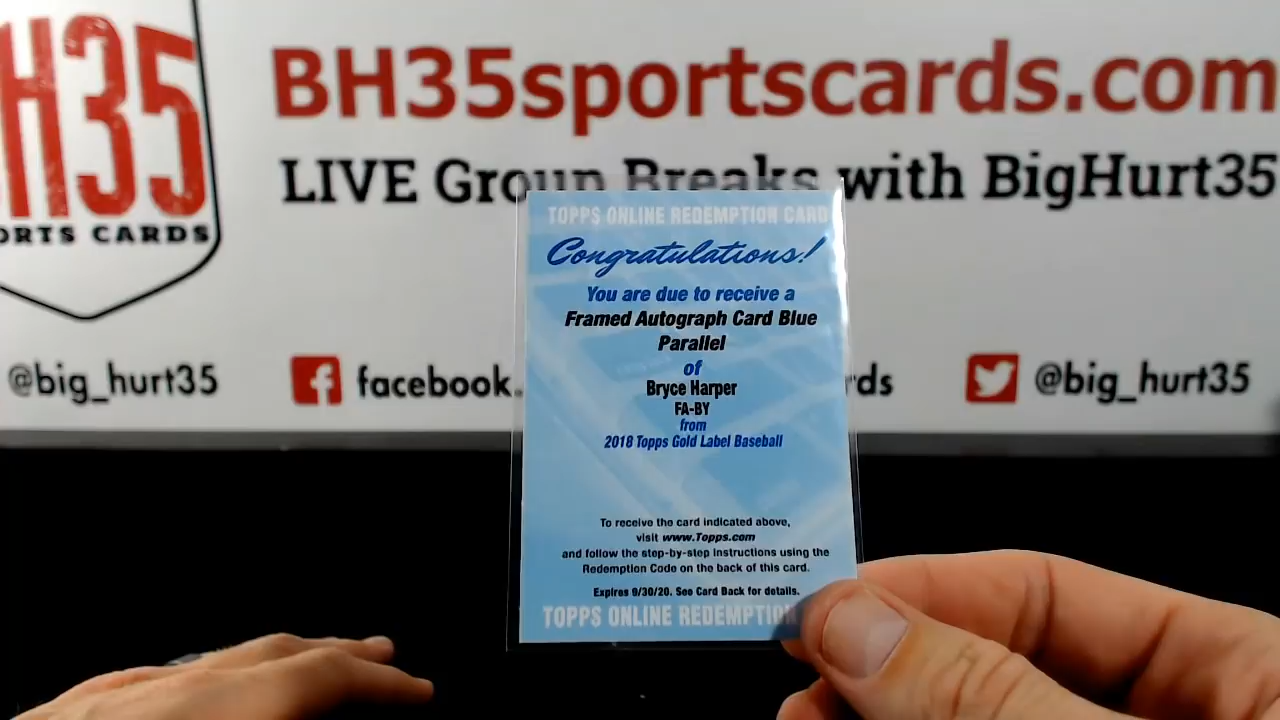 H35
ORTS CARDS
BH35sportscards.com
LIVE Group Breaks with BigHurt35
@big_hurt35
facebook.
rds
@big_hurt35
TOPPS ONLINE REDEMPTION CARD
Congratulations!
You are due to receive a
Framed Autograph Card Blue
Parallel
of
Bryce Harper
FA-BY
from
2018 Topps Gold Label Baseball
To receive the card indicated above,
visit www.Topps.com
and follow the step-by-step instructions using the
Redemption Code on the back of this card.
Expires 9/30/20. See Card Back for details.
TOPPS ONLINE REDEMPTION